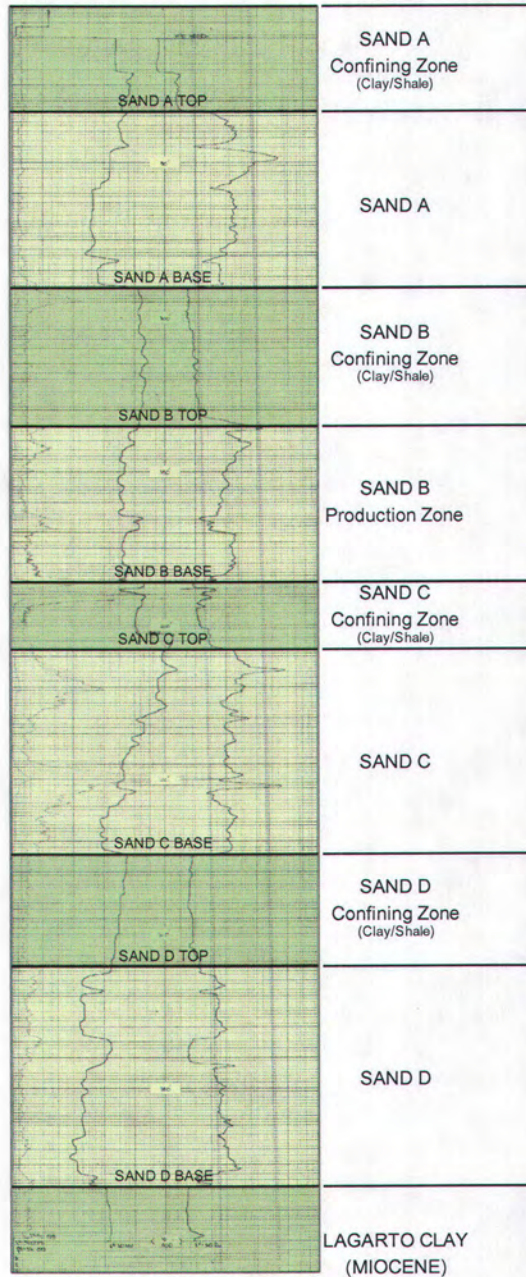 SAND A
Confining Zone
(Clay/Shale)
SAND A TOP
SAND A
SAND A BASE
SAND B
Confining Zone
(Clay/Shale)
SAND B TOP
SAND B
Production Zone
SAND B BASE
SAND C
Confining Zone
(Clay/Shale)
SAND C TOP
SAND C
SAND C BASE
SAND D
Confining Zone
(Clay/Shale)
SAND D TOP
SAND D
SAND D BASE
LAGARTO CLAY
(MIOCENE)